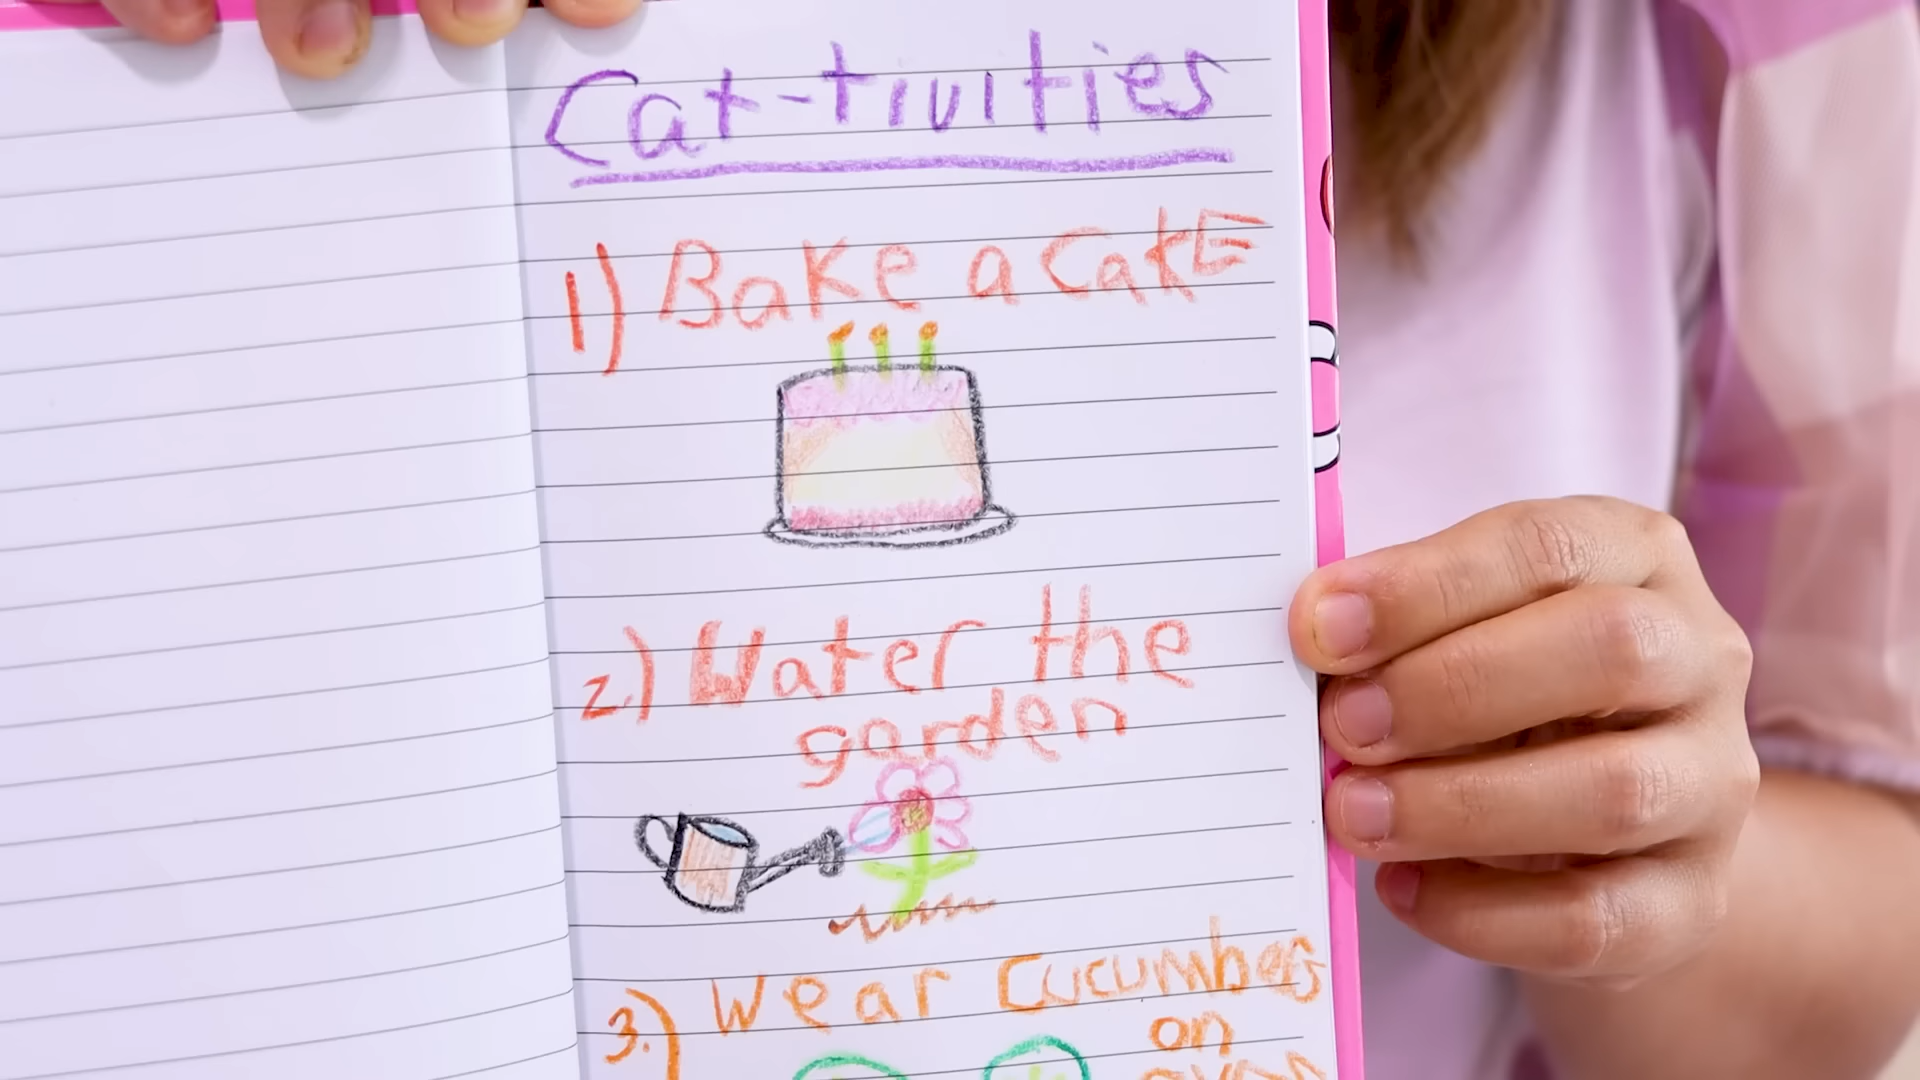 Cat-tivities
1) Bake a CakE
2.) Water the
garden
3.) Wear Cucumbers
on